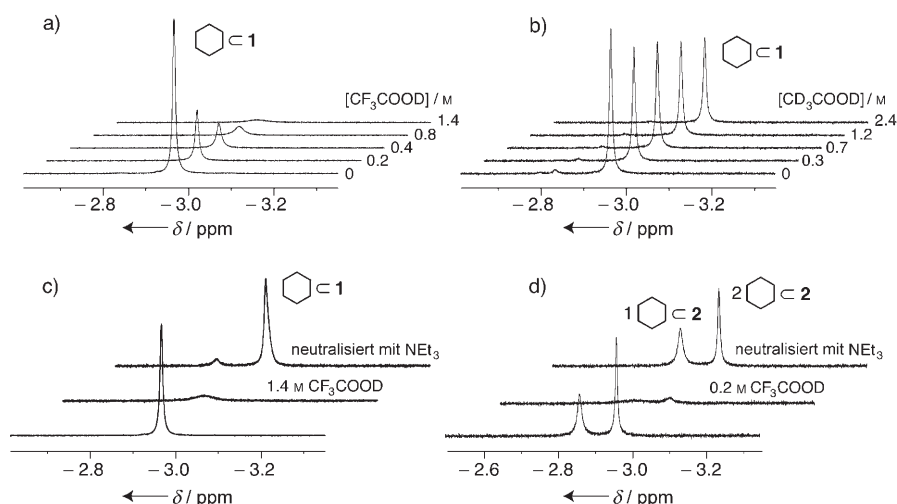 a)
⊂ 1
[CF₃COOD] / M
1.4
0.8
0.4
0.2
0
−2.8 −3.0 −3.2
← δ / ppm
b)
⊂ 1
[CD₃COOD] / M
2.4
1.2
0.7
0.3
0
−2.8 −3.0 −3.2
← δ / ppm
c)
⊂ 1
neutralisiert mit NEt₃
1.4 M CF₃COOD
−2.8 −3.0 −3.2
← δ / ppm
d)
1 ⊂ 2
2 ⊂ 2
neutralisiert mit NEt₃
0.2 M CF₃COOD
−2.6 −2.8 −3.0 −3.2
← δ / ppm